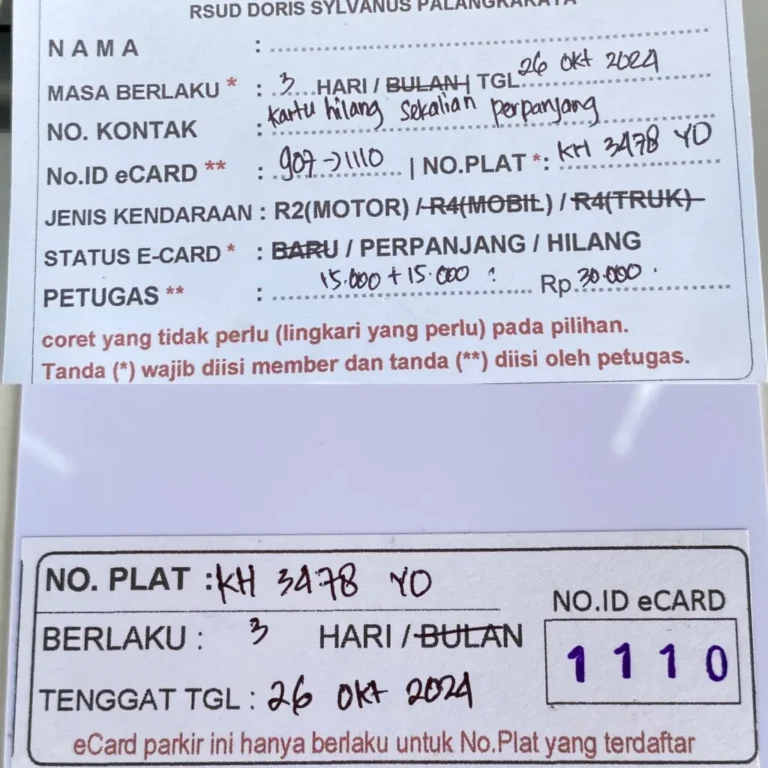 RSUD DORIS SYLVANUS PALANGKARAYA
NAMA :
MASA BERLAKU * : 3 HARI / BULAN | TGL 26 Okt 2024
kartu hilang sekalian perpanjang
NO. KONTAK :
No.ID eCARD ** : 907->1110 | NO.PLAT *: KH 3478 YO
JENIS KENDARAAN : R2(MOTOR) / R4(MOBIL) / R4(TRUK)
STATUS E-CARD * : BARU / PERPANJANG / HILANG
PETUGAS ** : 15.000 + 15.000 : Rp 30.000.
coret yang tidak perlu (lingkari yang perlu) pada pilihan.
Tanda (*) wajib diisi member dan tanda (**) diisi oleh petugas.
NO. PLAT : KH 3478 YO
NO.ID eCARD
BERLAKU : 3 HARI / BULAN
1110
TENGGAT TGL : 26 Okt 2024
eCard parkir ini hanya berlaku untuk No.Plat yang terdaftar